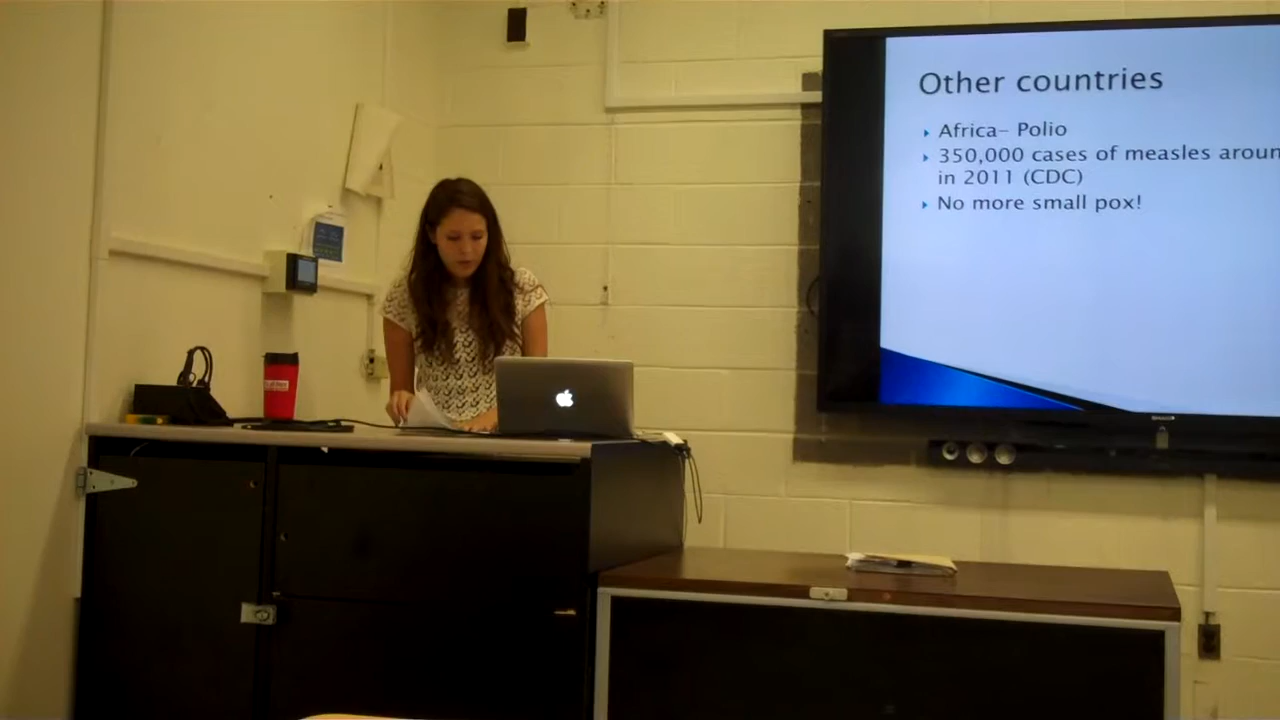 Other countries
Africa- Polio
350,000 cases of measles aroun
in 2011 (CDC)
No more small pox!